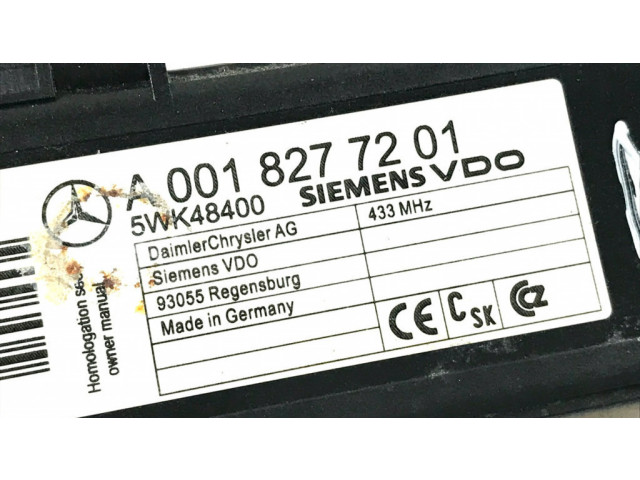 A 001 827 72 01
5WK48400 SIEMENS VDO
DaimlerChrysler AG 433 MHz
Siemens VDO
93055 Regensburg
Made in Germany
CE C SK CCZ
Homologation see
owner manual